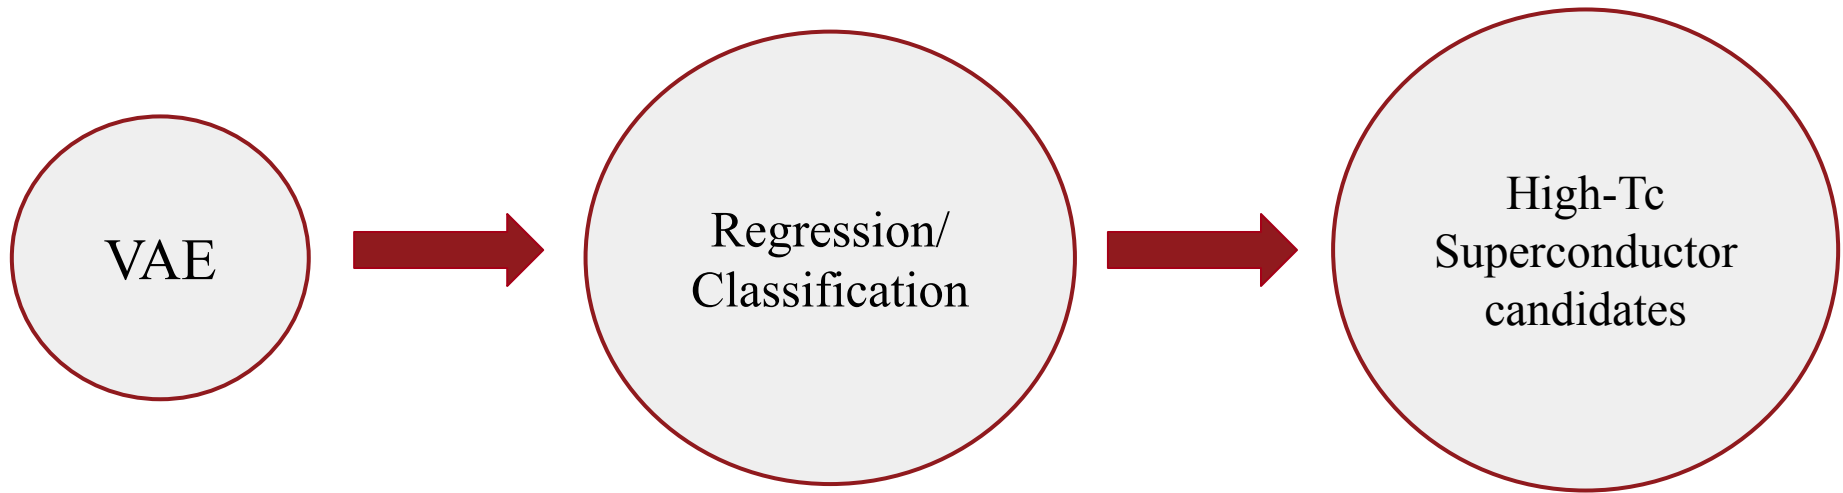 VAE
Regression/
Classification
High-Tc
Superconductor
candidates